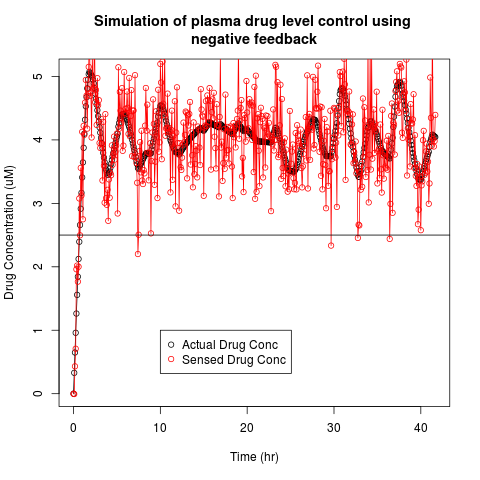 Simulation of plasma drug level control using
negative feedback
Drug Concentration (uM)
5
4
3
2
1
0
Actual Drug Conc
Sensed Drug Conc
0 10 20 30 40
Time (hr)